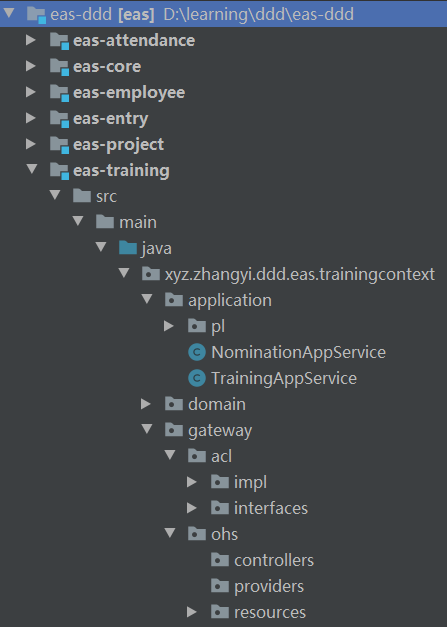 eas-ddd [eas] D:\learning\ddd\eas-ddd
eas-attendance
eas-core
eas-employee
eas-entry
eas-project
eas-training
src
main
java
xyz.zhangyi.ddd.eas.trainingcontext
application
pl
C NominationAppService
C TrainingAppService
domain
gateway
acl
impl
interfaces
ohs
controllers
providers
resources